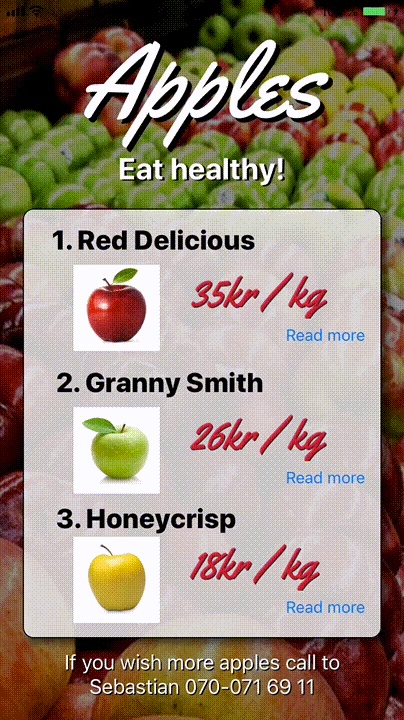 Apples
Eat healthy!
1. Red Delicious
35kr / kg
Read more
2. Granny Smith
26kr / kg
Read more
3. Honeycrisp
18kr / kg
Read more
If you wish more apples call to
Sebastian 070-071 69 11